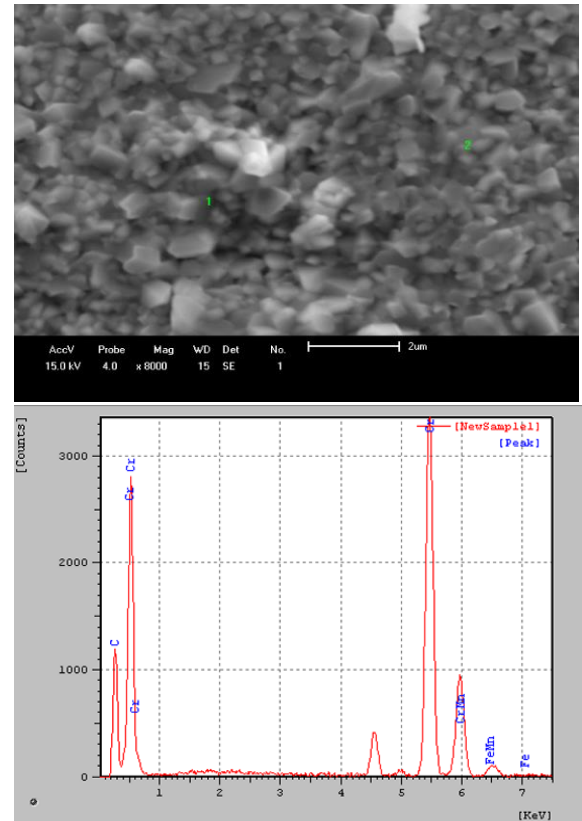 2
1
AccV Probe Mag WD Det No. 2um
15.0 kV 4.0 x 8000 15 SE 1
[Counts]
[NewSample1]
[Peak]
Cr
3000
Cr
Cr
2000
C
1000
Cr
CrMn
FeMn
Fe
0
1 2 3 4 5 6 7
[KeV]